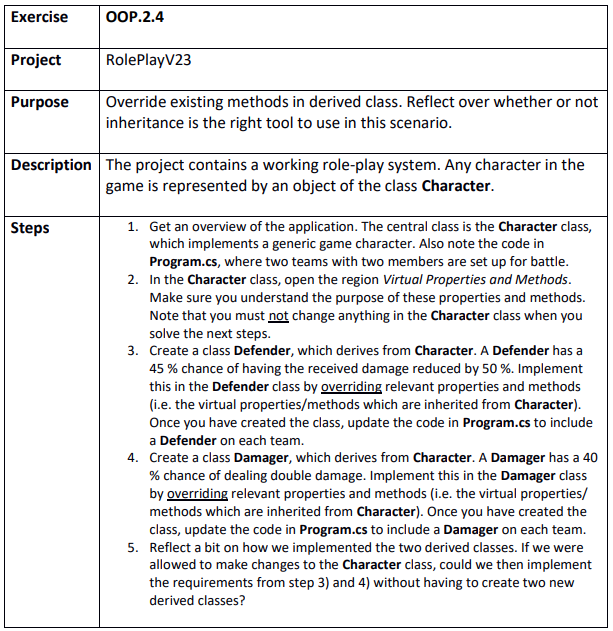 Exercise OOP.2.4
Project RolePlayV23
Purpose Override existing methods in derived class. Reflect over whether or not
inheritance is the right tool to use in this scenario.
Description The project contains a working role-play system. Any character in the
game is represented by an object of the class Character.
Steps 1. Get an overview of the application. The central class is the Character class,
which implements a generic game character. Also note the code in
Program.cs, where two teams with two members are set up for battle.
2. In the Character class, open the region Virtual Properties and Methods.
Make sure you understand the purpose of these properties and methods.
Note that you must not change anything in the Character class when you
solve the next steps.
3. Create a class Defender, which derives from Character. A Defender has a
45 % chance of having the received damage reduced by 50 %. Implement
this in the Defender class by overriding relevant properties and methods
(i.e. the virtual properties/methods which are inherited from Character).
Once you have created the class, update the code in Program.cs to include
a Defender on each team.
4. Create a class Damager, which derives from Character. A Damager has a 40
% chance of dealing double damage. Implement this in the Damager class
by overriding relevant properties and methods (i.e. the virtual properties/
methods which are inherited from Character). Once you have created the
class, update the code in Program.cs to include a Damager on each team.
5. Reflect a bit on how we implemented the two derived classes. If we were
allowed to make changes to the Character class, could we then implement
the requirements from step 3) and 4) without having to create two new
derived classes?